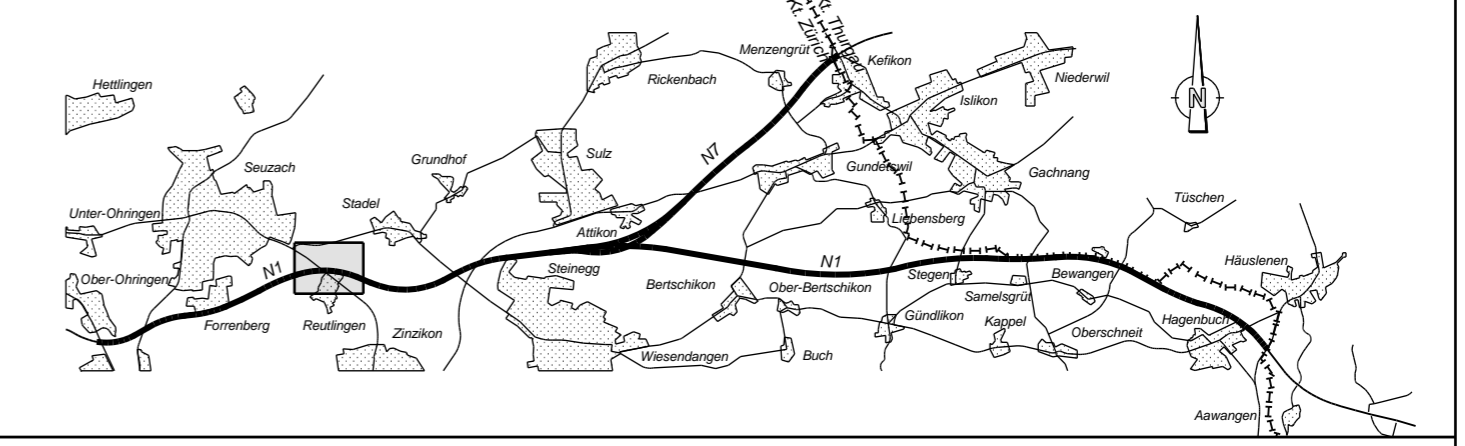 Kt. Zürich
Kt. Thurgau
Menzengrüt
Kefikon
Hettlingen
Rickenbach
Niederwil
Islikon
N
Grundhof
Sulz
N7
Seuzach
Gunderswil
Gachnang
Stadel
Tüschen
Unter-Ohringen
Liebensberg
Attikon
N1
Steinegg
N1
Häuslenen
Ober-Ohringen
Bertschikon
Ober-Bertschikon
Stegen
Bewangen
Samelsgrüt
Forrenberg
Reutlingen
Zinzikon
Gündlikon
Kappel
Oberschneit
Hagenbuch
Wiesendangen
Buch
Aawangen